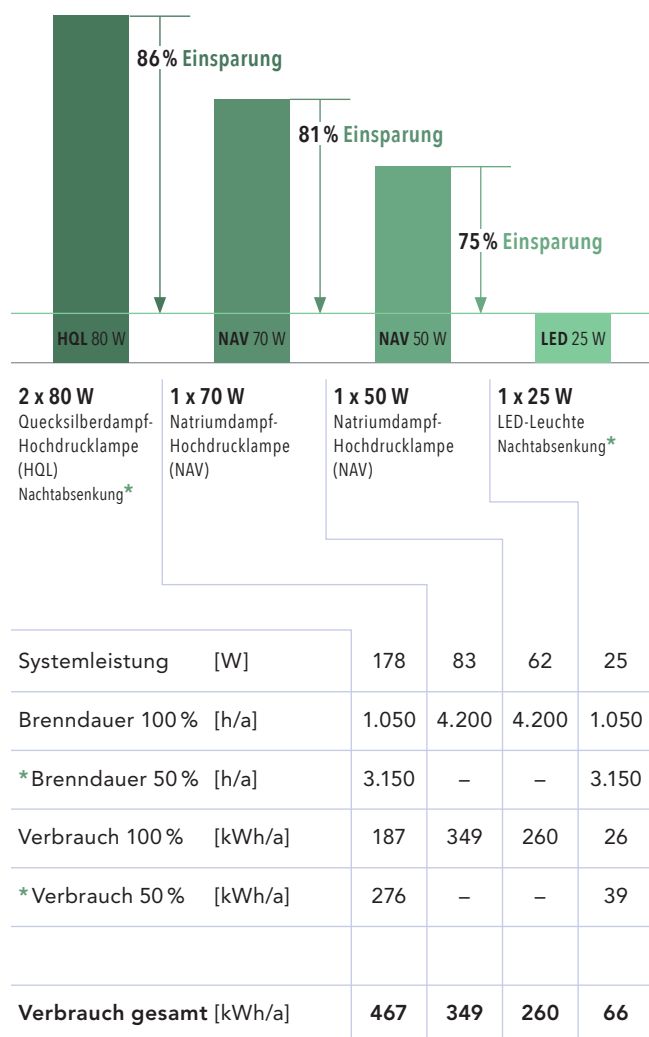 86 % Einsparung
81 % Einsparung
75 % Einsparung
HQL 80 W
NAV 70 W
NAV 50 W
LED 25 W
2 x 80 W
Quecksilberdampf-
Hochdrucklampe
(HQL)
Nachtabsenkung*
1 x 70 W
Natriumdampf-
Hochdrucklampe
(NAV)
1 x 50 W
Natriumdampf-
Hochdrucklampe
(NAV)
1 x 25 W
LED-Leuchte
Nachtabsenkung*
Systemleistung [W] 178 83 62 25
Brenndauer 100 % [h/a] 1.050 4.200 4.200 1.050
*Brenndauer 50 % [h/a] 3.150 – – 3.150
Verbrauch 100 % [kWh/a] 187 349 260 26
*Verbrauch 50 % [kWh/a] 276 – – 39
Verbrauch gesamt [kWh/a] 467 349 260 66